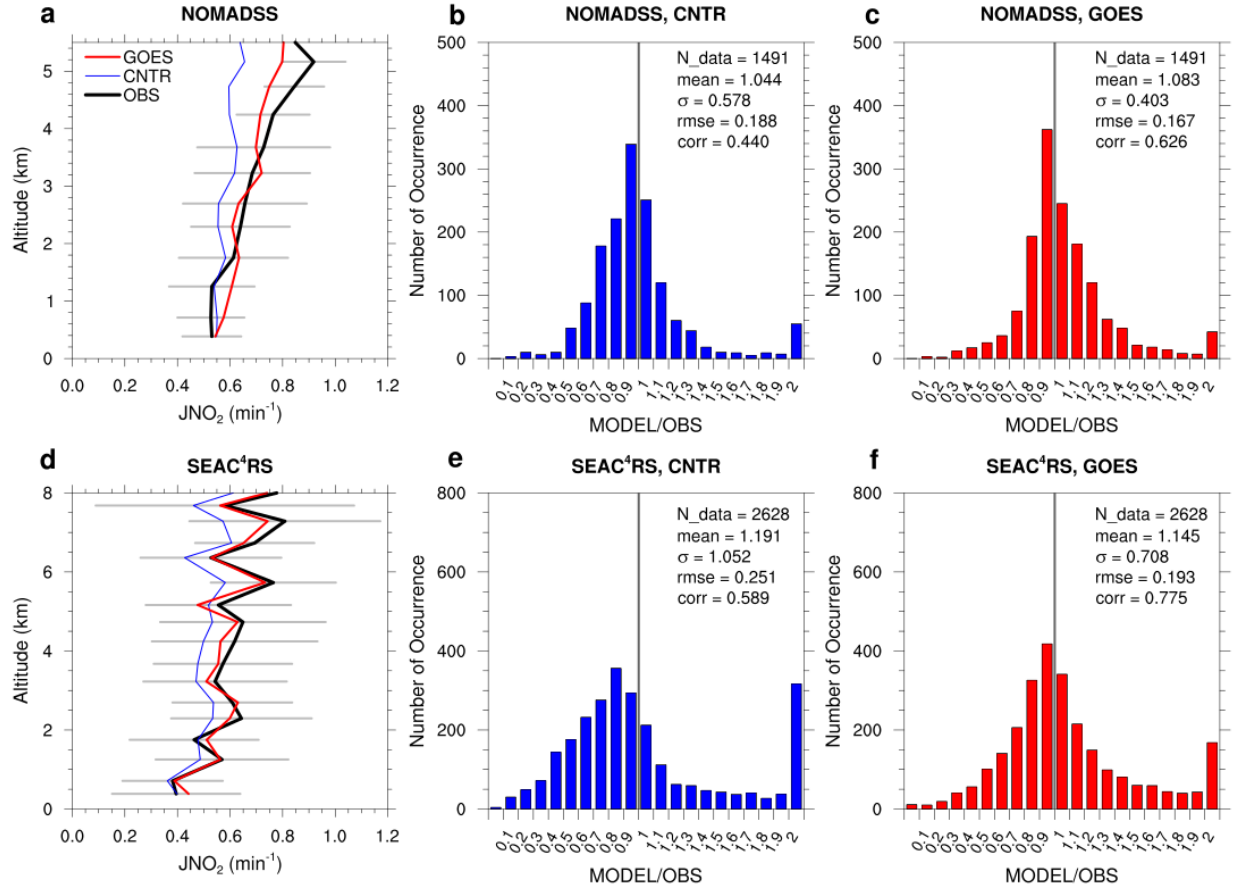 a
NOMADSS
GOES
CNTR
OBS
5
4
3
2
1
0
Altitude (km)
0.0 0.2 0.4 0.6 0.8 1.0 1.2
JNO₂ (min⁻¹)
b
NOMADSS, CNTR
N_data = 1491
mean = 1.044
σ = 0.578
rmse = 0.188
corr = 0.440
500
400
300
200
100
0
Number of Occurrence
0.1 0.2 0.3 0.4 0.5 0.6 0.7 0.8 0.9 1 1.1 1.2 1.3 1.4 1.5 1.6 1.7 1.8 1.9 2
MODEL/OBS
c
NOMADSS, GOES
N_data = 1491
mean = 1.083
σ = 0.403
rmse = 0.167
corr = 0.626
500
400
300
200
100
0
Number of Occurrence
0.1 0.2 0.3 0.4 0.5 0.6 0.7 0.8 0.9 1 1.1 1.2 1.3 1.4 1.5 1.6 1.7 1.8 1.9 2
MODEL/OBS
d
SEAC⁴RS
8
6
4
2
0
Altitude (km)
0.0 0.2 0.4 0.6 0.8 1.0 1.2
JNO₂ (min⁻¹)
e
SEAC⁴RS, CNTR
N_data = 2628
mean = 1.191
σ = 1.052
rmse = 0.251
corr = 0.589
800
600
400
200
0
Number of Occurrence
0.1 0.2 0.3 0.4 0.5 0.6 0.7 0.8 0.9 1 1.1 1.2 1.3 1.4 1.5 1.6 1.7 1.8 1.9 2
MODEL/OBS
f
SEAC⁴RS, GOES
N_data = 2628
mean = 1.145
σ = 0.708
rmse = 0.193
corr = 0.775
800
600
400
200
0
Number of Occurrence
0.1 0.2 0.3 0.4 0.5 0.6 0.7 0.8 0.9 1 1.1 1.2 1.3 1.4 1.5 1.6 1.7 1.8 1.9 2
MODEL/OBS